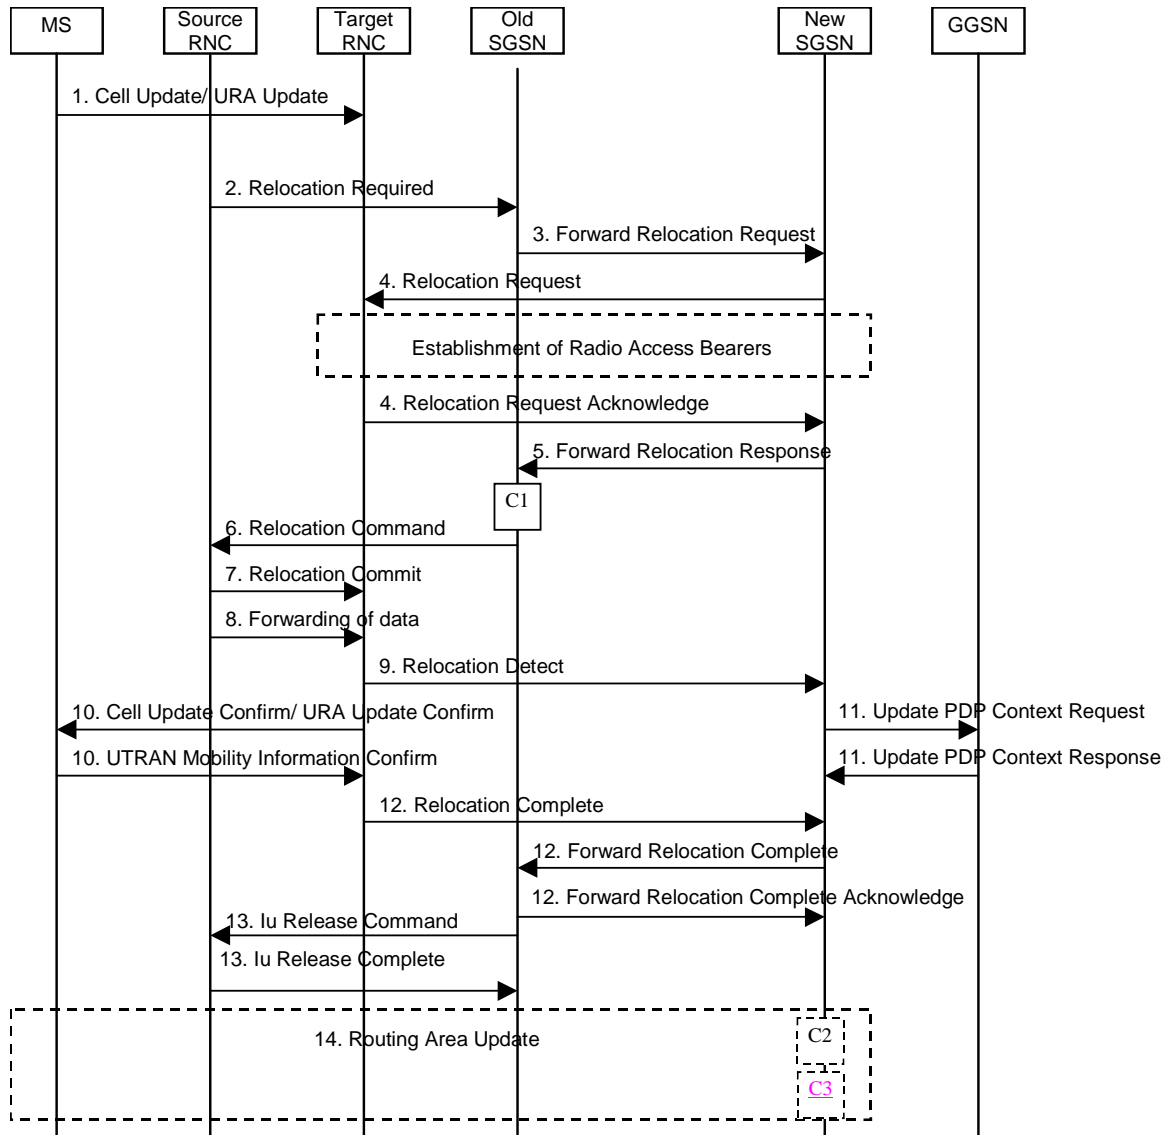 MS
Source
RNC
Target
RNC
Old
SGSN
New
SGSN
GGSN
1. Cell Update/ URA Update
2. Relocation Required
3. Forward Relocation Request
4. Relocation Request
Establishment of Radio Access Bearers
4. Relocation Request Acknowledge
5. Forward Relocation Response
C1
6. Relocation Command
7. Relocation Commit
8. Forwarding of data
9. Relocation Detect
10. Cell Update Confirm/ URA Update Confirm
11. Update PDP Context Request
10. UTRAN Mobility Information Confirm
11. Update PDP Context Response
12. Relocation Complete
12. Forward Relocation Complete
12. Forward Relocation Complete Acknowledge
13. Iu Release Command
13. Iu Release Complete
14. Routing Area Update
C2
C3